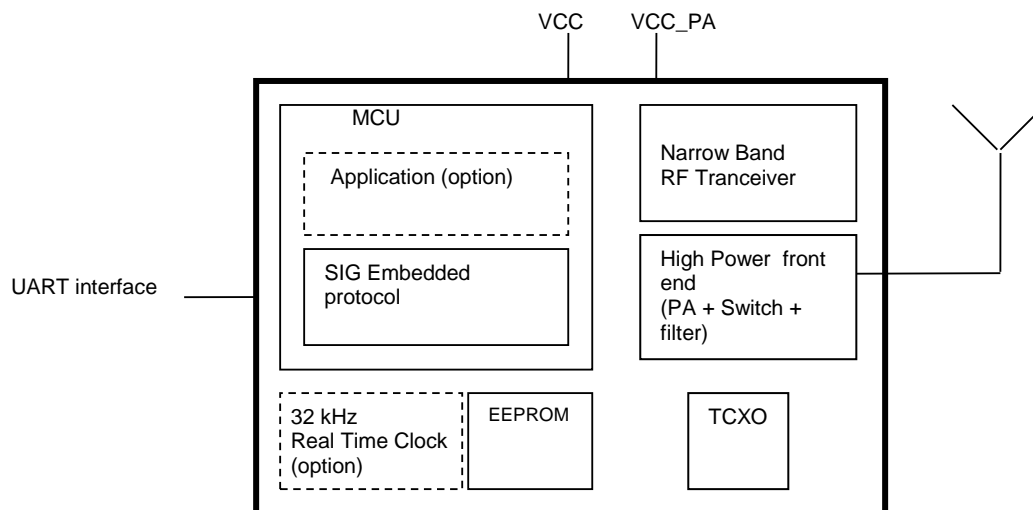 VCC
VCC_PA
MCU
Application (option)
SIG Embedded
protocol
Narrow Band
RF Tranceiver
High Power front
end
(PA + Switch +
filter)
UART interface
32 kHz
Real Time Clock
(option)
EEPROM
TCXO